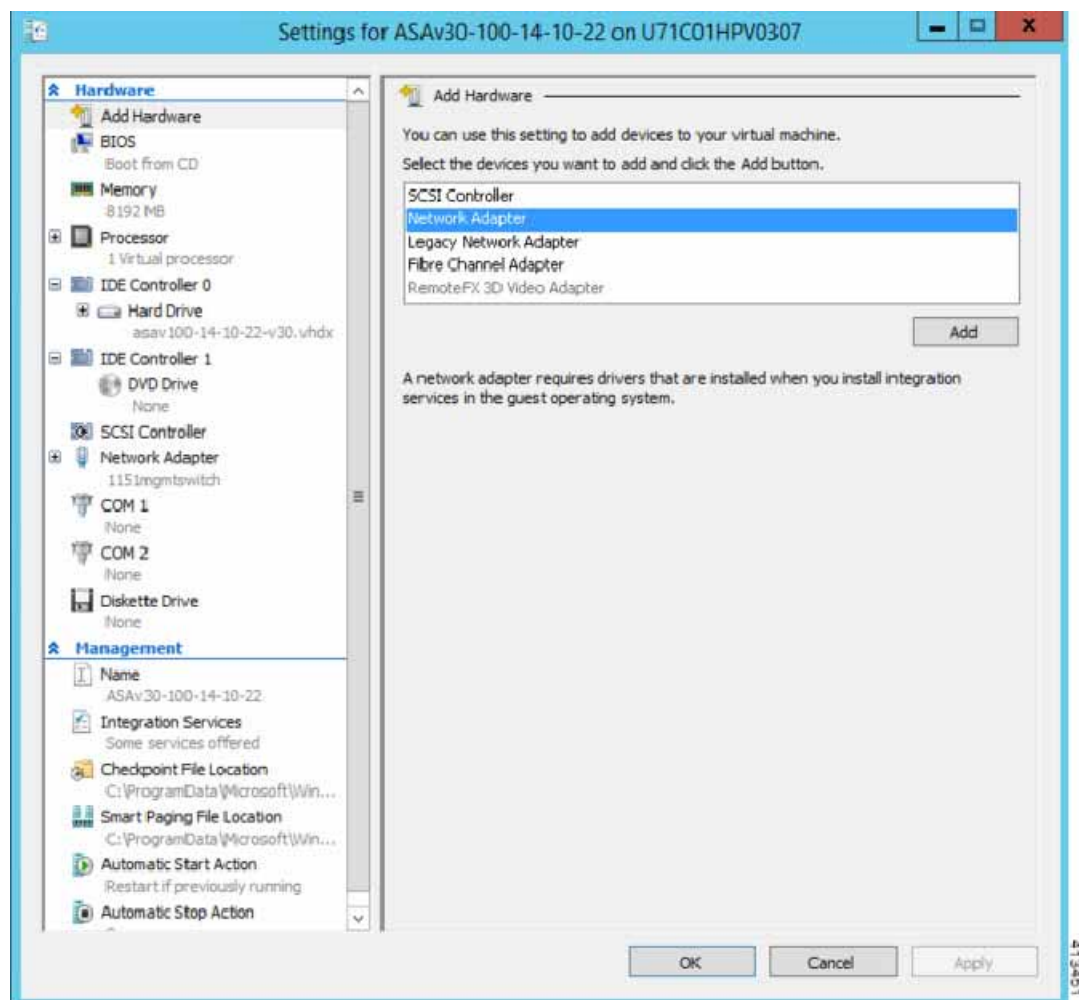 Settings for ASAv30-100-14-10-22 on U71C01HPV0307
Hardware
Add Hardware
BIOS
Boot from CD
Memory
8192 MB
Processor
1 Virtual processor
IDE Controller 0
Hard Drive
asav100-14-10-22-v30.vhdx
IDE Controller 1
DVD Drive
None
SCSI Controller
Network Adapter
1151mgmtswitch
COM 1
None
COM 2
None
Diskette Drive
None
Management
Name
ASAv30-100-14-10-22
Integration Services
Some services offered
Checkpoint File Location
C:\ProgramData\Microsoft\Win...
Smart Paging File Location
C:\ProgramData\Microsoft\Win...
Automatic Start Action
Restart if previously running
Automatic Stop Action
Add Hardware
You can use this setting to add devices to your virtual machine.
Select the devices you want to add and click the Add button.
SCSI Controller
Network Adapter
Legacy Network Adapter
Fibre Channel Adapter
RemoteFX 3D Video Adapter
Add
A network adapter requires drivers that are installed when you install integration
services in the guest operating system.
OK
Cancel
Apply
413451